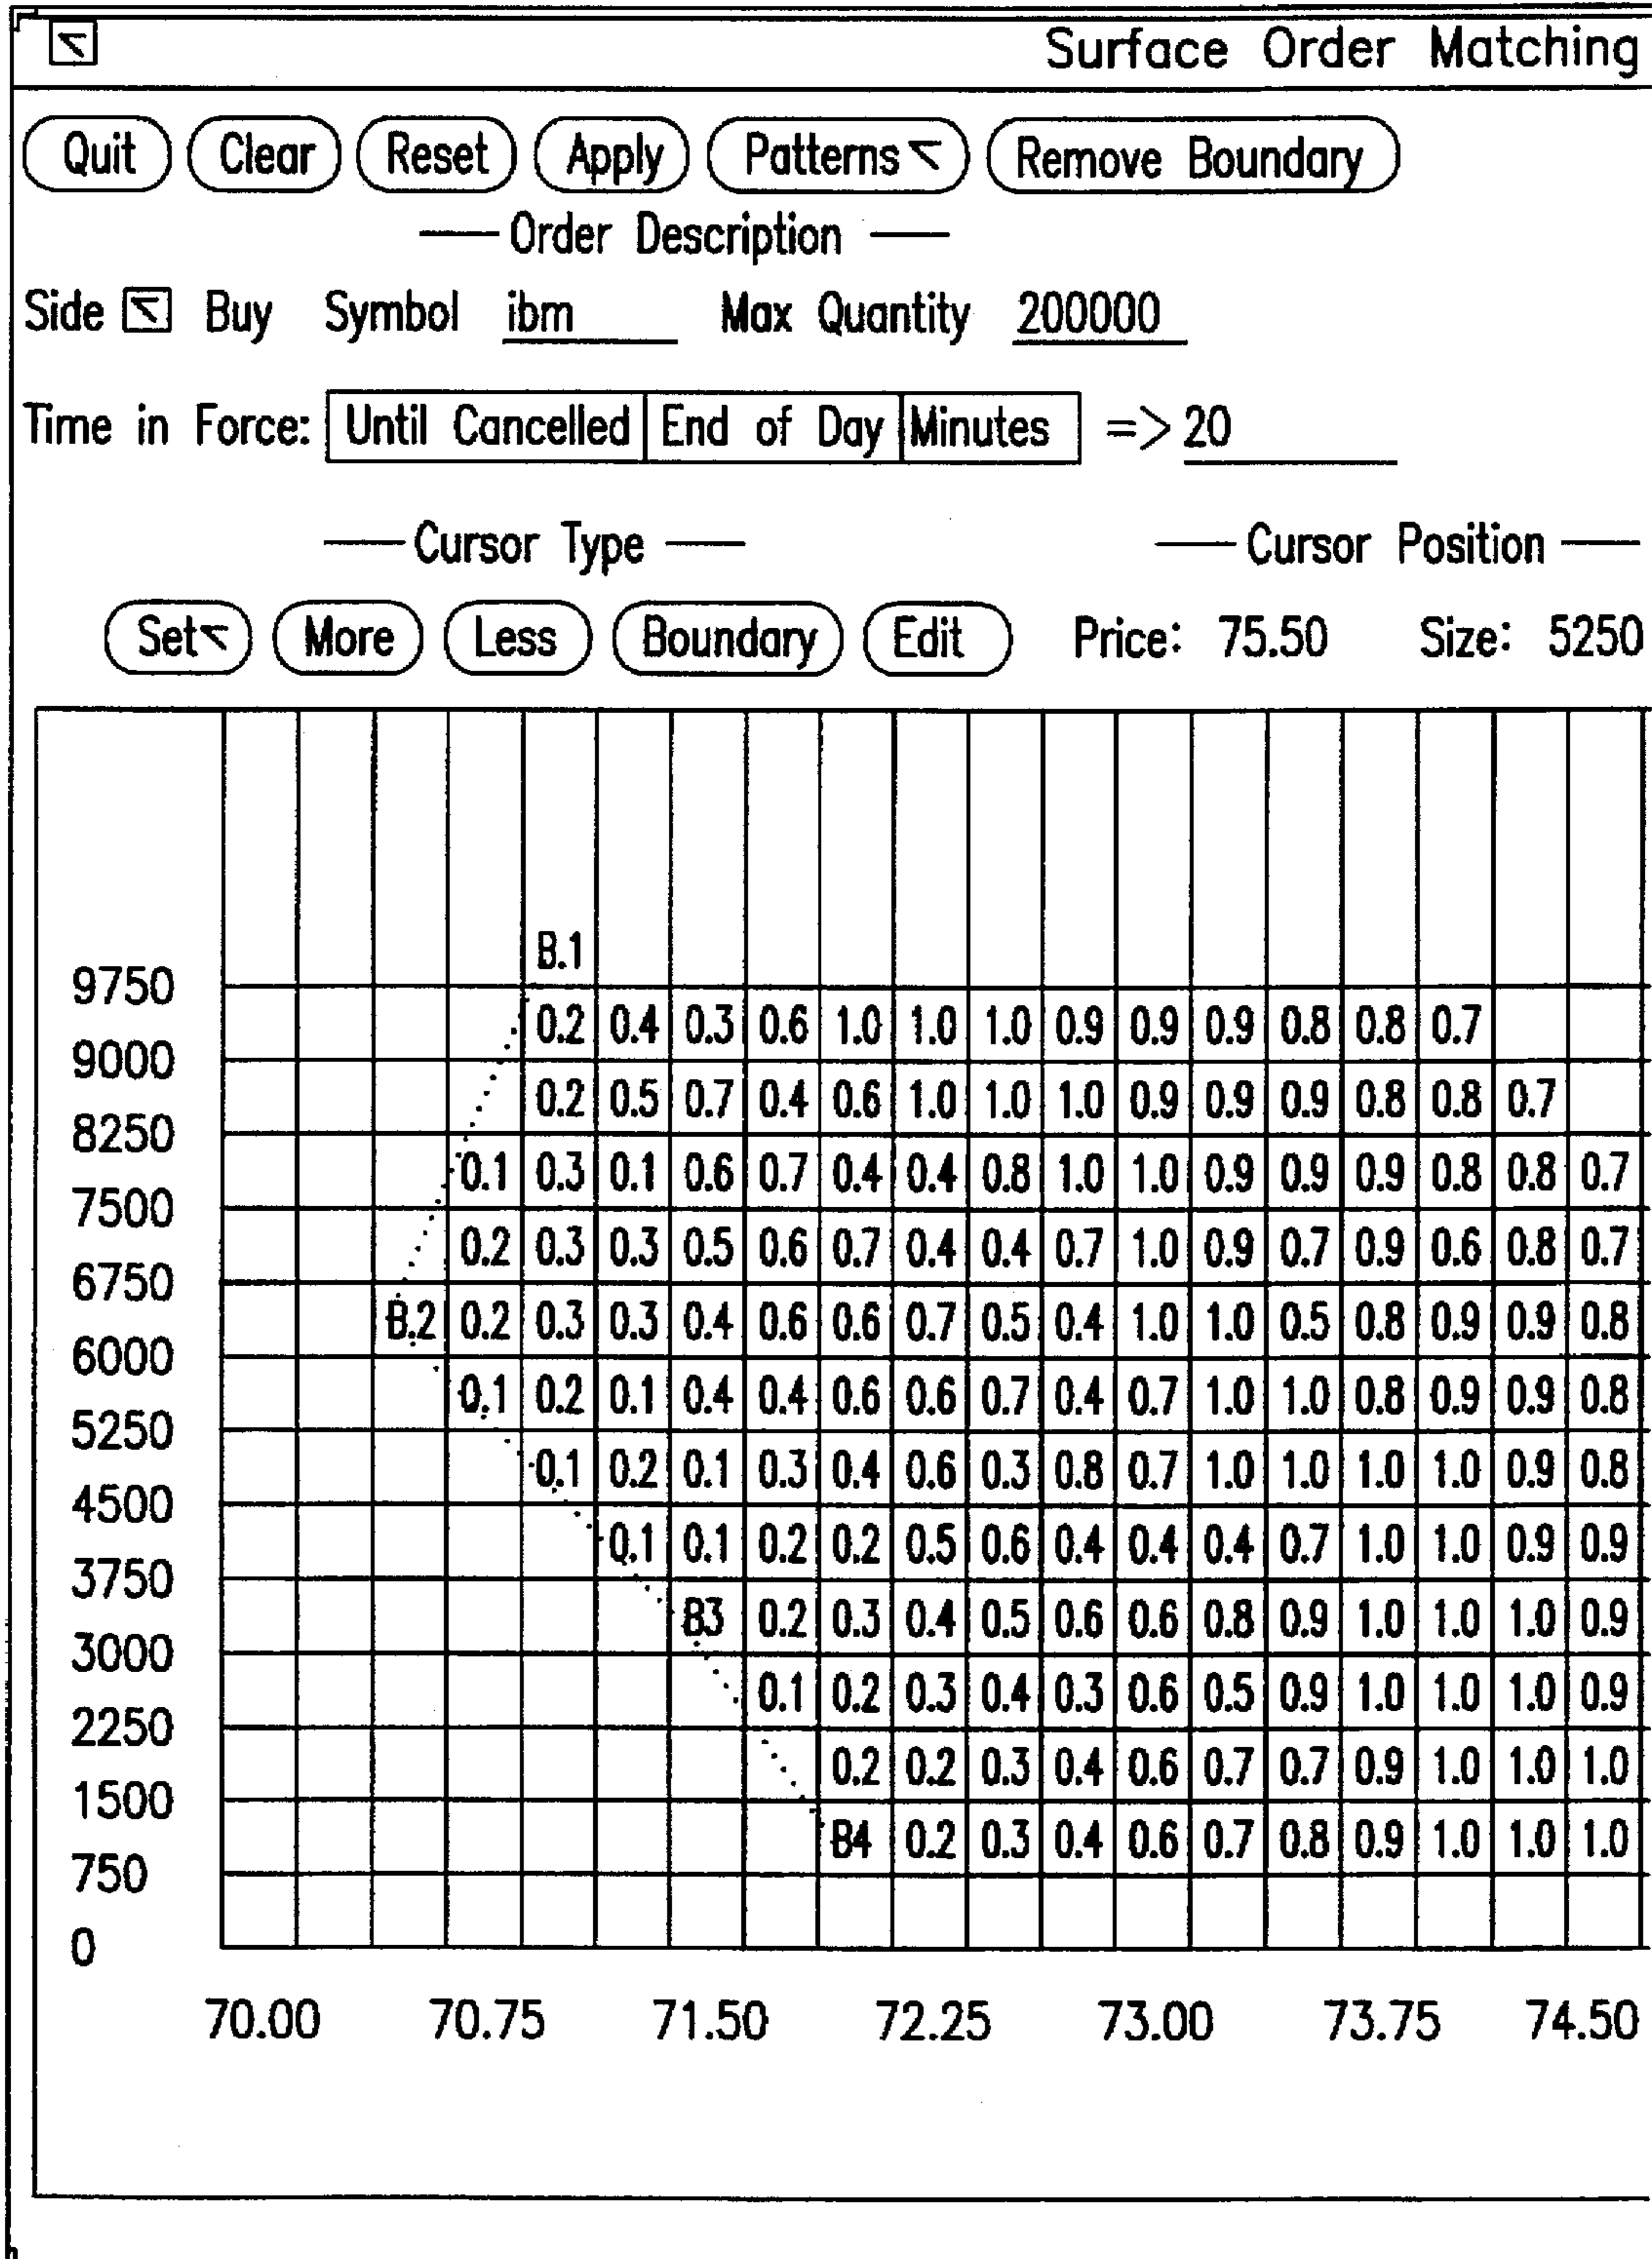 Surface Order Matching
Quit Clear Reset Apply Patterns Remove Boundary
Order Description
Side Buy Symbol ibm Max Quantity 200000
Time in Force: Until Cancelled End of Day Minutes => 20
Cursor Type Cursor Position
Set More Less Boundary Edit Price: 75.50 Size: 5250
B.1
9750
0.2 0.4 0.3 0.6 1.0 1.0 1.0 0.9 0.9 0.9 0.8 0.8 0.7
9000
0.2 0.5 0.7 0.4 0.6 1.0 1.0 1.0 0.9 0.9 0.9 0.8 0.8 0.7
8250
0.1 0.3 0.1 0.6 0.7 0.4 0.4 0.8 1.0 1.0 0.9 0.9 0.9 0.8 0.8 0.7
7500
0.2 0.3 0.3 0.5 0.6 0.7 0.4 0.4 0.7 1.0 0.9 0.7 0.9 0.6 0.8 0.7
6750
B.2 0.2 0.3 0.3 0.4 0.6 0.6 0.7 0.5 0.4 1.0 1.0 0.5 0.8 0.9 0.9 0.8
6000
0.1 0.2 0.1 0.4 0.4 0.6 0.6 0.7 0.4 0.7 1.0 1.0 0.8 0.9 0.9 0.8
5250
0.1 0.2 0.1 0.3 0.4 0.6 0.3 0.8 0.7 1.0 1.0 1.0 1.0 0.9 0.8
4500
0.1 0.1 0.2 0.2 0.5 0.6 0.4 0.4 0.4 0.7 1.0 1.0 0.9 0.9
3750
B3 0.2 0.3 0.4 0.5 0.6 0.6 0.8 0.9 1.0 1.0 1.0 0.9
3000
0.1 0.2 0.3 0.4 0.3 0.6 0.5 0.9 1.0 1.0 1.0 0.9
2250
0.2 0.2 0.3 0.4 0.6 0.7 0.7 0.9 1.0 1.0 1.0
1500
B4 0.2 0.3 0.4 0.6 0.7 0.8 0.9 1.0 1.0 1.0
750
0
70.00 70.75 71.50 72.25 73.00 73.75 74.50